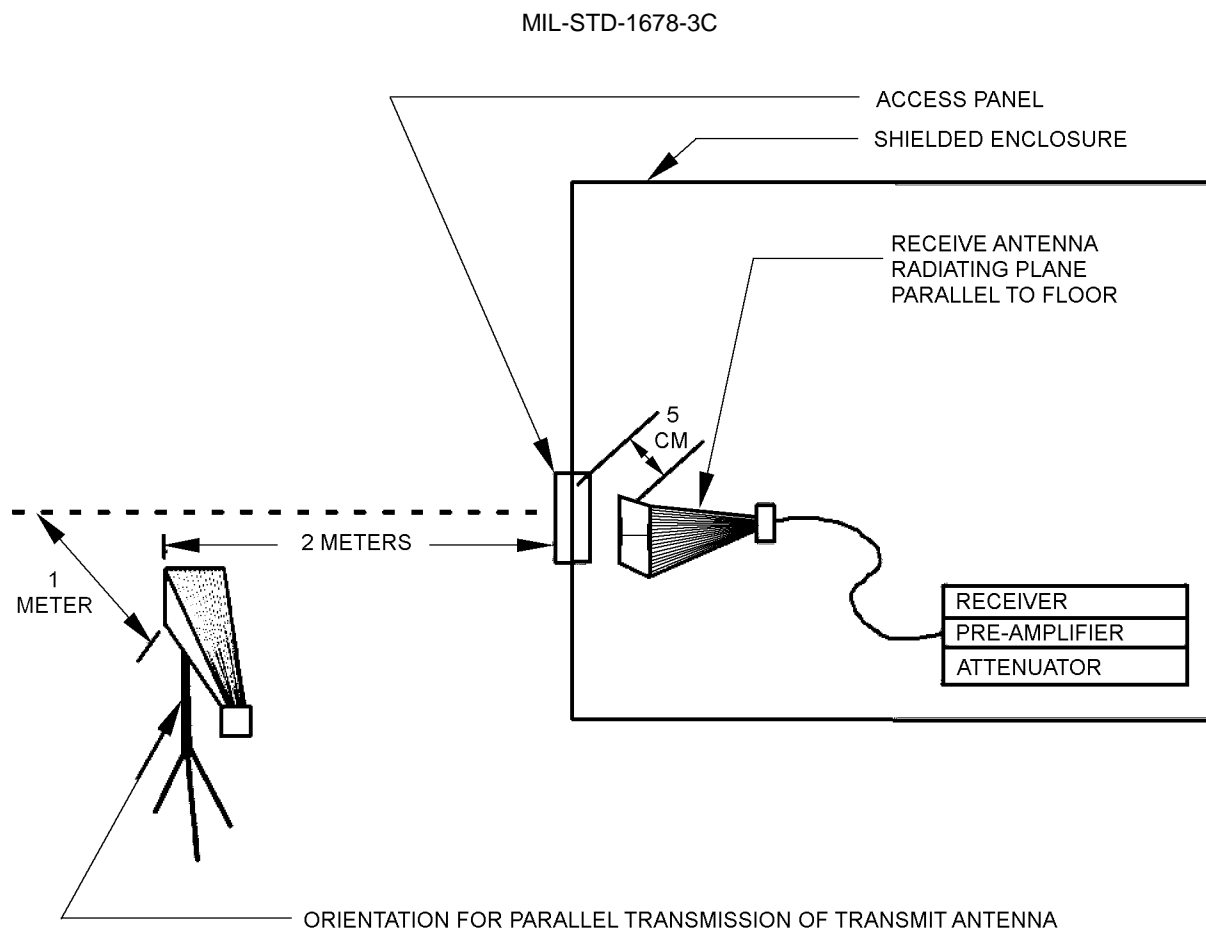 MIL-STD-1678-3C
ACCESS PANEL
SHIELDED ENCLOSURE
RECEIVE ANTENNA
RADIATING PLANE
PARALLEL TO FLOOR
5
CM
2 METERS
1
METER
RECEIVER
PRE-AMPLIFIER
ATTENUATOR
ORIENTATION FOR PARALLEL TRANSMISSION OF TRANSMIT ANTENNA